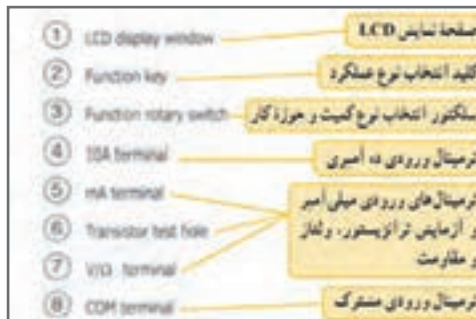 ① LCD display window
صفحهٔ نمایش LCD
② Function key
کلید انتخاب نوع عملکرد
③ Function rotary switch
سلکتور انتخاب نوع کمیت و حوزهٔ کار
④ 10A terminal
ترمینال ورودی ده آمپری
⑤ mA terminal
⑥ Transistor test hole
⑦ V/Ω terminal
ترمینال‌های ورودی میلی‌آمپر
و آزمایش ترانزیستور، ولتاژ
و مقاومت
⑧ COM terminal
ترمینال ورودی مشترک